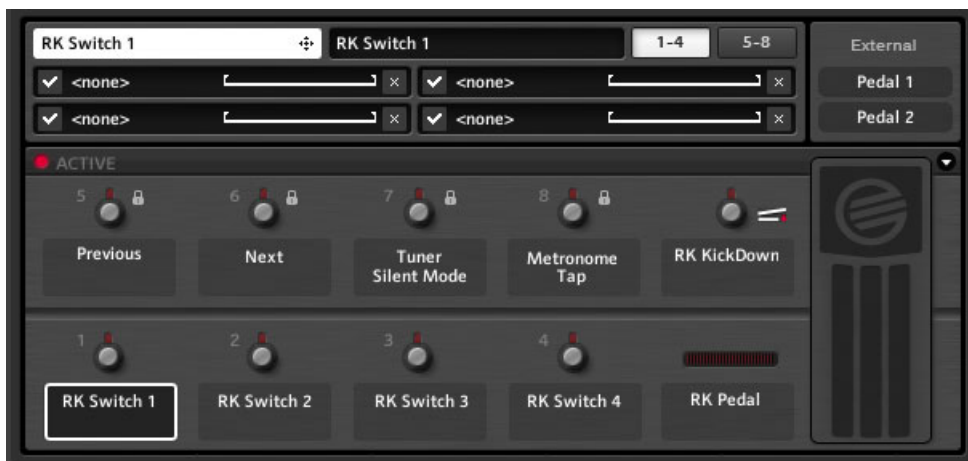 RK Switch 1
RK Switch 1
1-4
5-8
External
<none>
<none>
Pedal 1
<none>
<none>
Pedal 2
ACTIVE
5
6
7
8
Previous
Next
Tuner
Silent Mode
Metronome
Tap
RK KickDown
1
2
3
4
RK Switch 1
RK Switch 2
RK Switch 3
RK Switch 4
RK Pedal